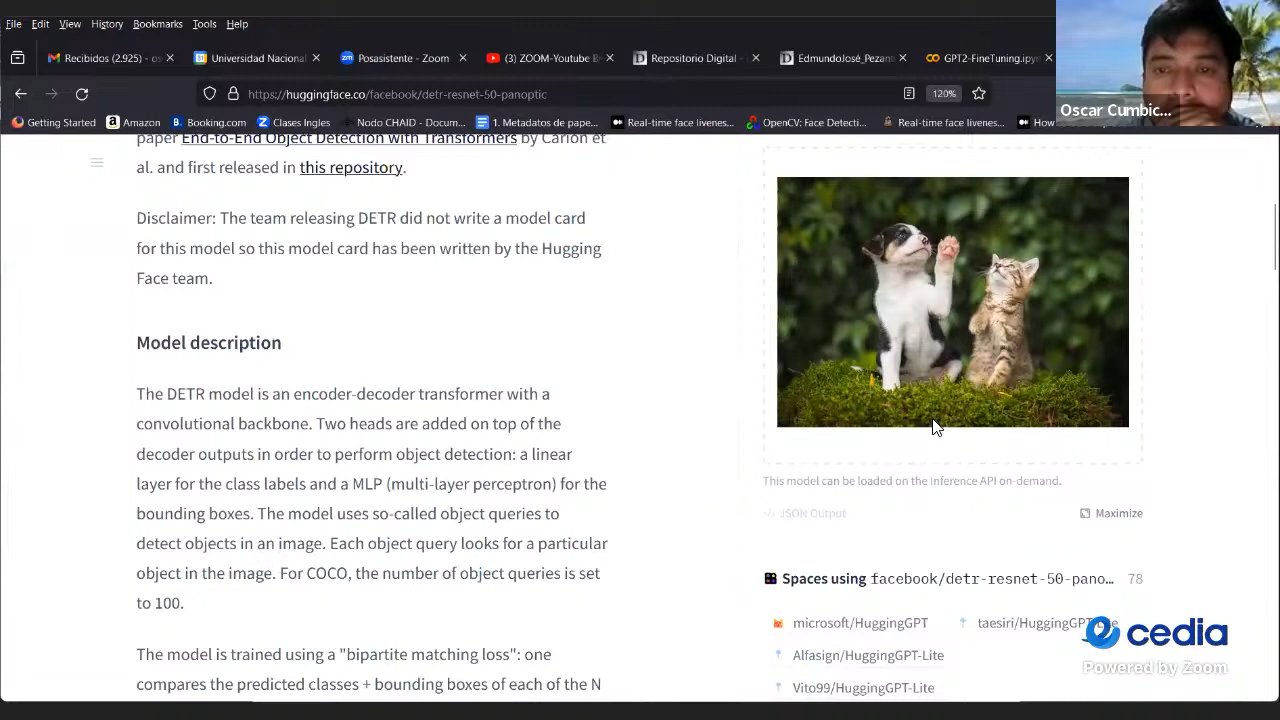 File Edit View History Bookmarks Tools Help
Recibidos (2.925) - os
Universidad Nacional
Posasistente - Zoom
(3) ZOOM-Youtube B
Repositorio Digital -
EdmundoJosé_Pezan
GPT2-FineTuning.ipyn
https://huggingface.co/facebook/detr-resnet-50-panoptic
120%
Oscar Cumbic...
Getting Started
Amazon
Booking.com
Clases Ingles
NOUHAID - Tu...
1. Metadatos de pape...
Real-time face livenes...
OpenCV: Face Detecti...
Real-time face livenes...
How
paper End-to-End Object Detection with Transformers by Carion et
al. and first released in this repository.
Disclaimer: The team releasing DETR did not write a model card
for this model so this model card has been written by the Hugging
Face team.
Model description
The DETR model is an encoder-decoder transformer with a
convolutional backbone. Two heads are added on top of the
decoder outputs in order to perform object detection: a linear
layer for the class labels and a MLP (multi-layer perceptron) for the
bounding boxes. The model uses so-called object queries to
detect objects in an image. Each object query looks for a particular
object in the image. For COCO, the number of object queries is set
to 100.
The model is trained using a "bipartite matching loss": one
compares the predicted classes + bounding boxes of each of the N
This model can be loaded on the Inference API on-demand.
</> JSON Output
Maximize
Spaces using facebook/detr-resnet-50-pano... 78
microsoft/HuggingGPT
taesiri/HuggingGPT-Lite
Alfasign/HuggingGPT-Lite
Vito99/HuggingGPT-Lite
cedia
Powered by Zoom